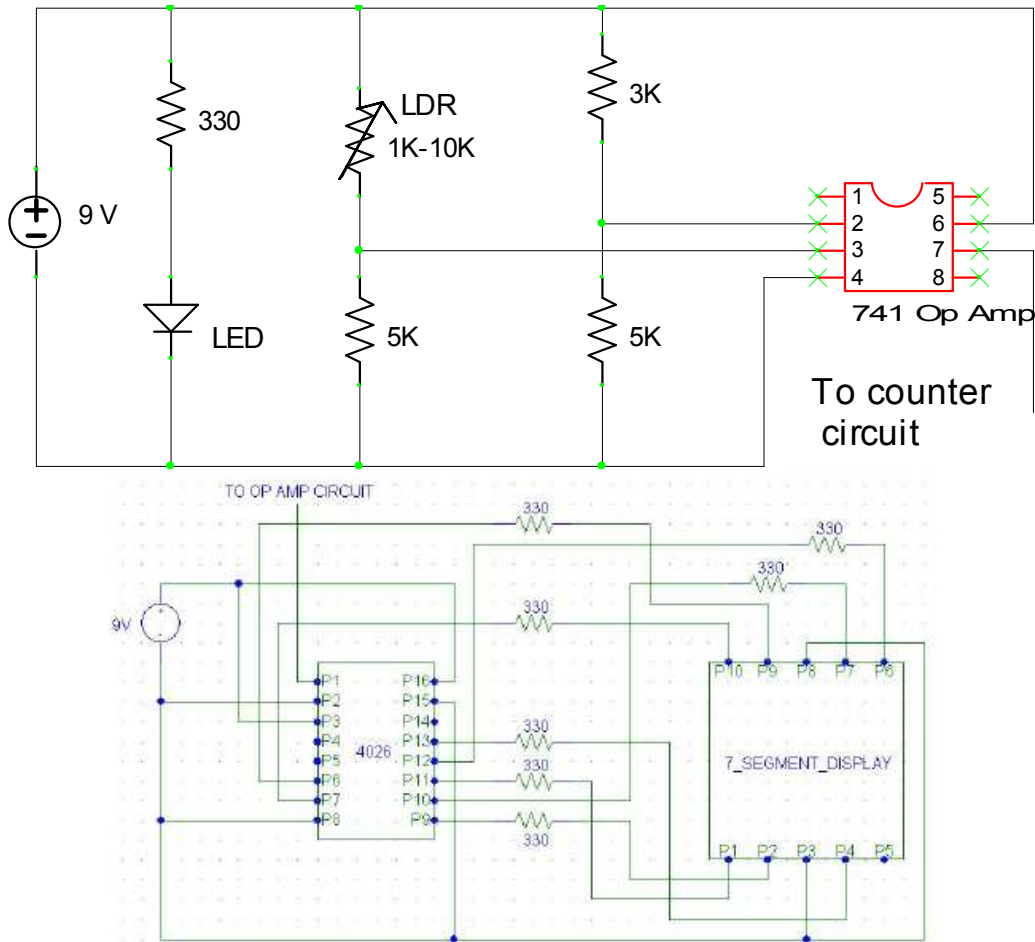 330
LDR
1K-10K
3K
9 V
1 5
2 6
3 7
4 8
741 Op Amp
LED
5K
5K
To counter
circuit
TO OP AMP CIRCUIT
330
330
330
330
9V
P1 P16
P2 P15
P3 P14
P4 P13
P5 P12
P6 P11
P7 P10
P8 P9
4026
330
330
330
P10 P9 P8 P7 P6
7_SEGMENT_DISPLAY
P1 P2 P3 P4 P5